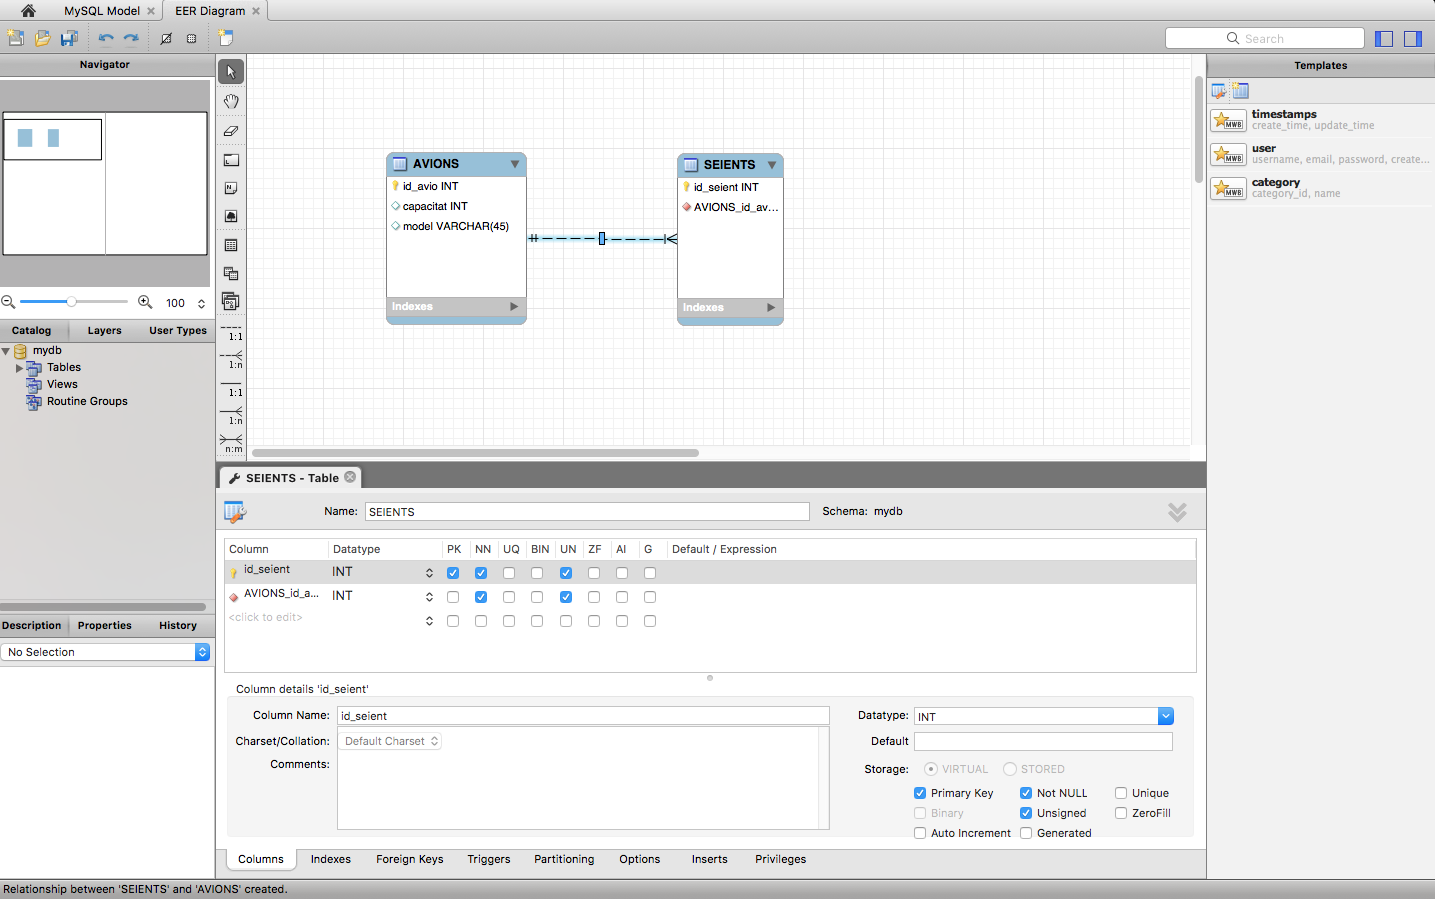 MySQL Model
EER Diagram
Search
Navigator
100
Catalog
Layers
User Types
mydb
Tables
Views
Routine Groups
Description
Properties
History
No Selection
1:1
1:n
1:1
1:n
n:m
AVIONS
id_avio INT
capacitat INT
model VARCHAR(45)
Indexes
SEIENTS
id_seient INT
AVIONS_id_av...
Indexes
Templates
timestamps
create_time, update_time
user
username, email, password, create...
category
category_id, name
MWB
MWB
MWB
SEIENTS - Table
Name: SEIENTS Schema: mydb
Column Datatype PK NN UQ BIN UN ZF AI G Default / Expression
id_seient INT
AVIONS_id_a... INT
<click to edit>
Column details 'id_seient'
Column Name: id_seient
Charset/Collation: Default Charset
Comments:
Datatype: INT
Default
Storage: VIRTUAL STORED
Primary Key Not NULL Unique
Binary Unsigned ZeroFill
Auto Increment Generated
Columns Indexes Foreign Keys Triggers Partitioning Options Inserts Privileges
Relationship between 'SEIENTS' and 'AVIONS' created.